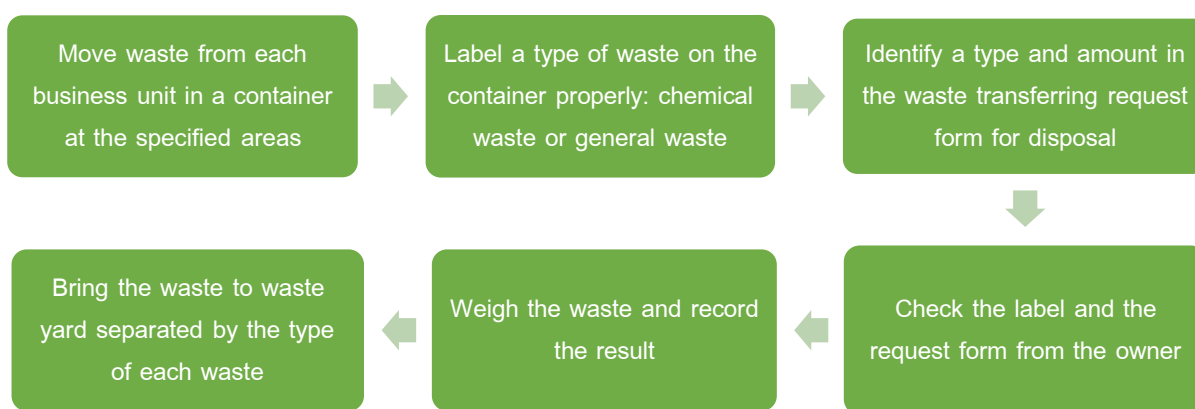 Move waste from each
business unit in a container
at the specified areas
Label a type of waste on the
container properly: chemical
waste or general waste
Identify a type and amount in
the waste transferring request
form for disposal
Check the label and the
request form from the owner
Weigh the waste and record
the result
Bring the waste to waste
yard separated by the type
of each waste